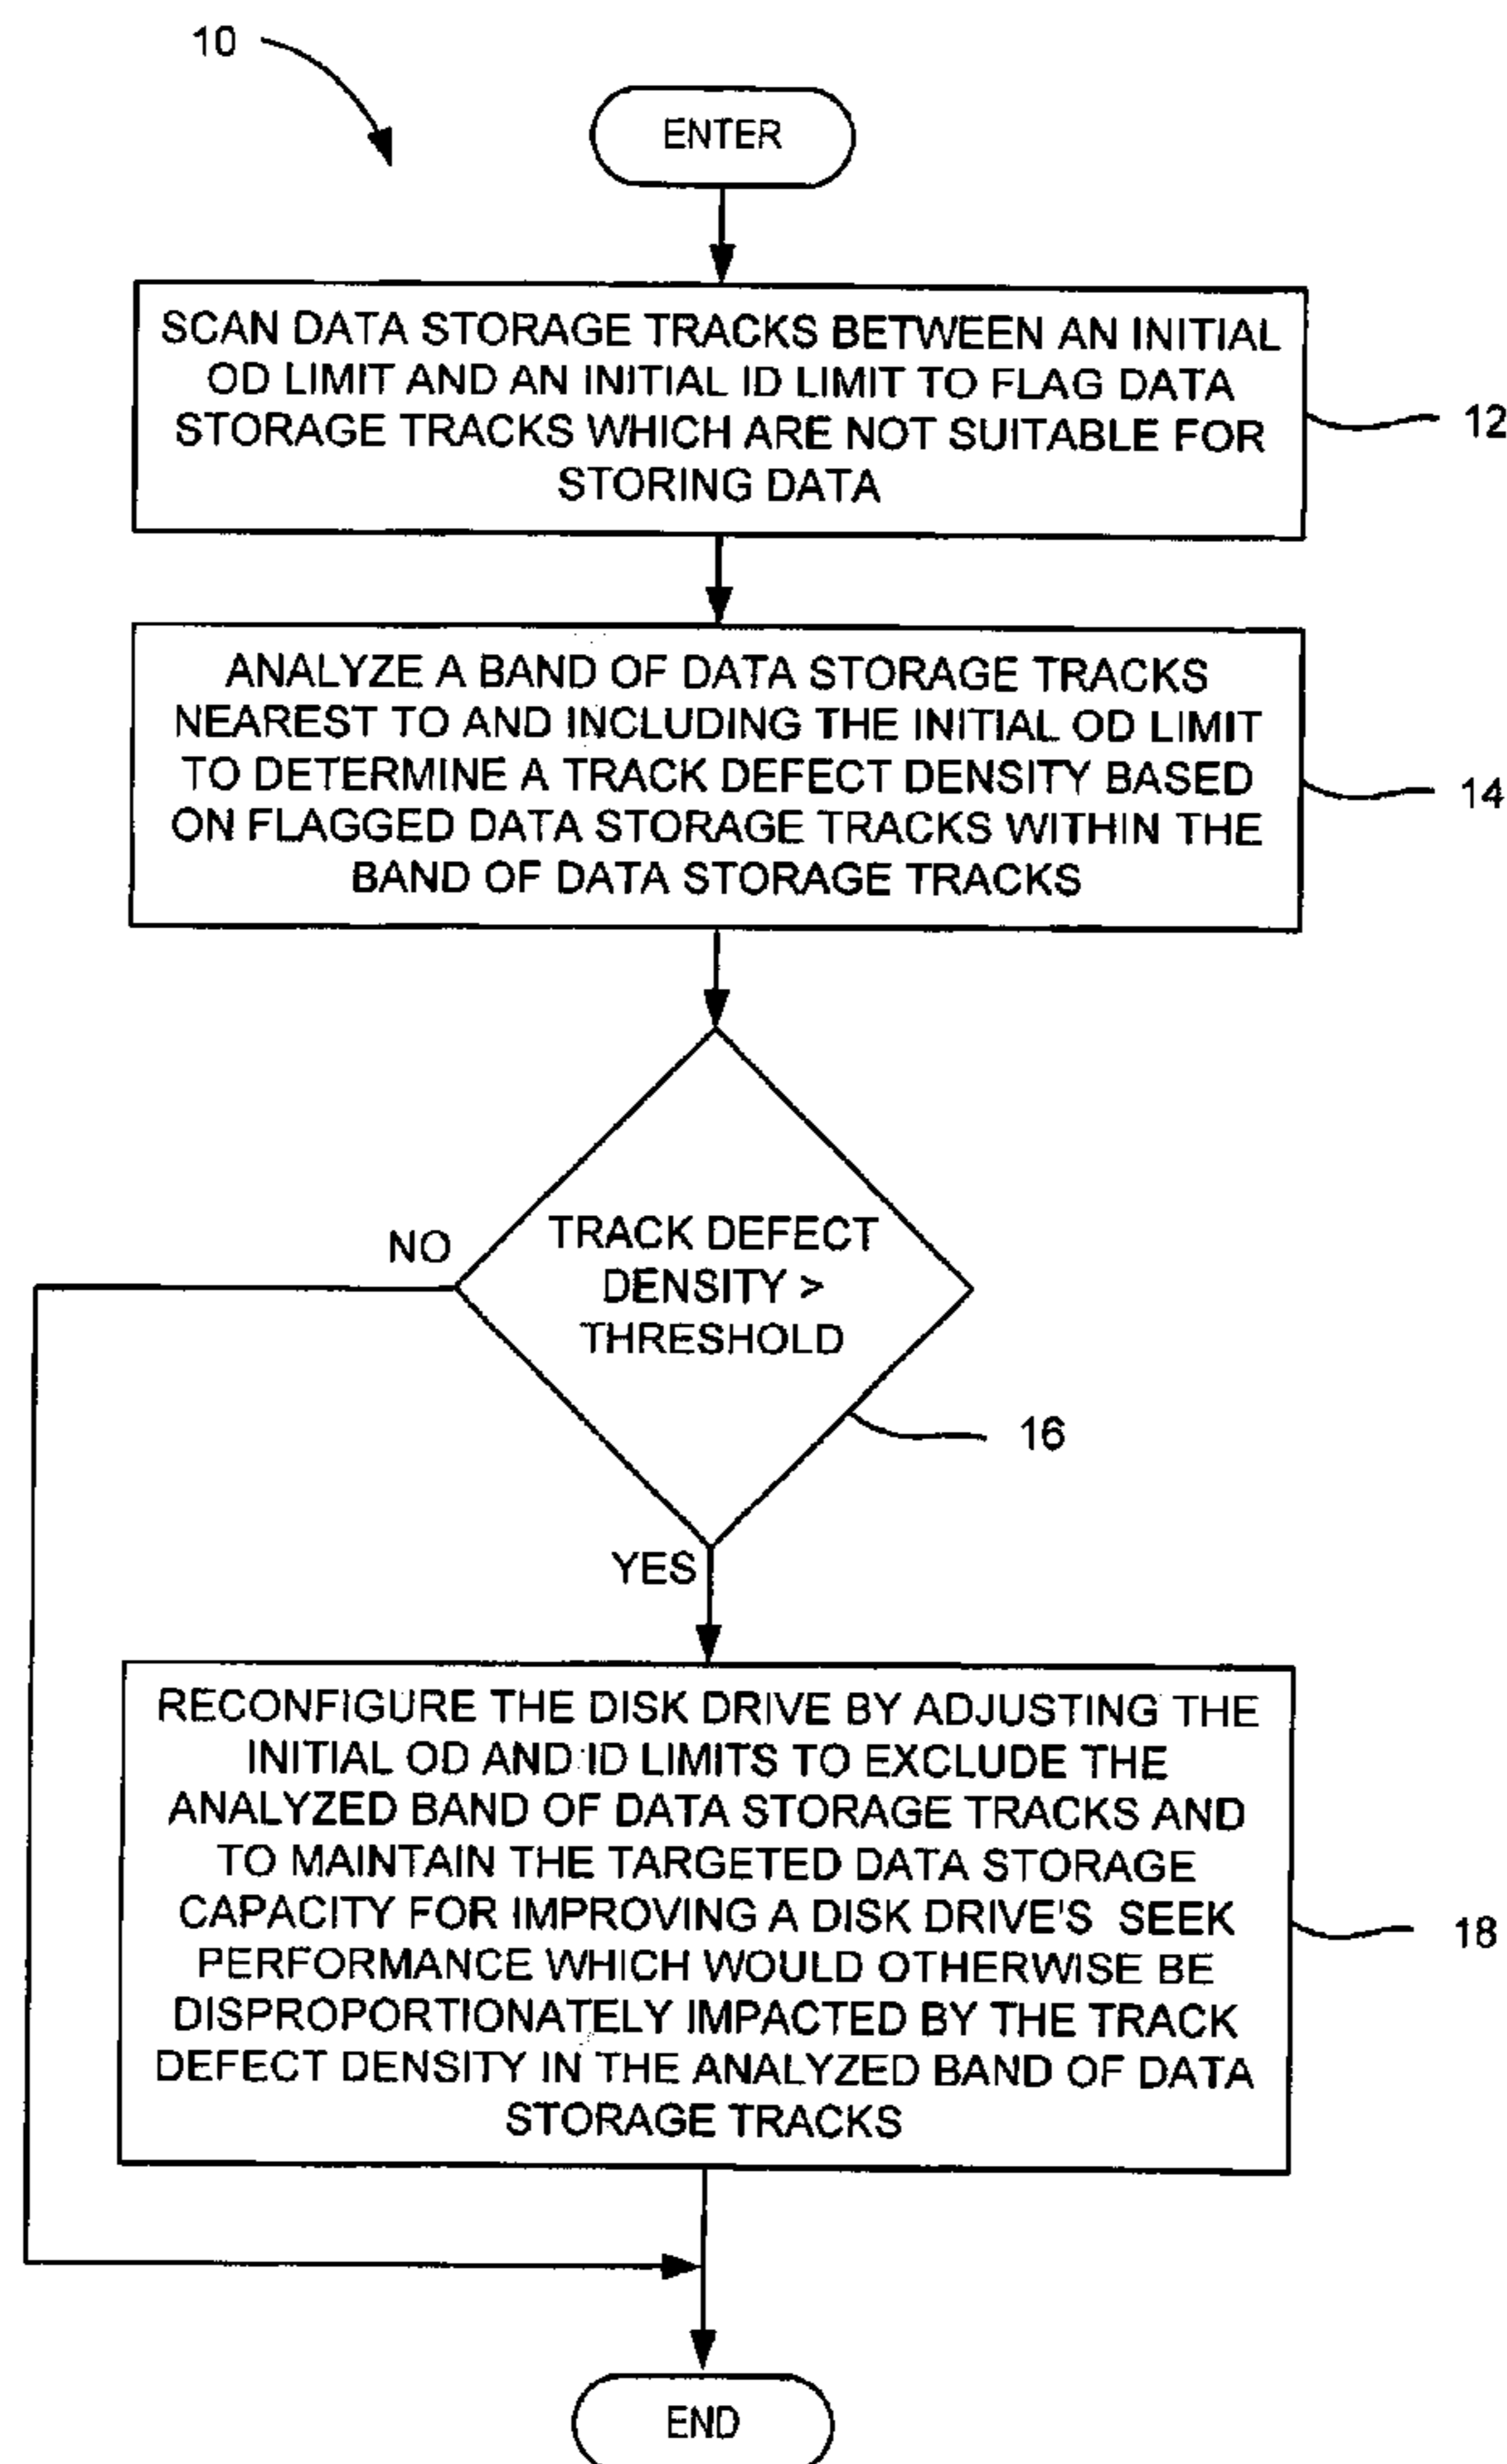 10
ENTER
SCAN DATA STORAGE TRACKS BETWEEN AN INITIAL
OD LIMIT AND AN INITIAL ID LIMIT TO FLAG DATA
STORAGE TRACKS WHICH ARE NOT SUITABLE FOR
STORING DATA
12
ANALYZE A BAND OF DATA STORAGE TRACKS
NEAREST TO AND INCLUDING THE INITIAL OD LIMIT
TO DETERMINE A TRACK DEFECT DENSITY BASED
ON FLAGGED DATA STORAGE TRACKS WITHIN THE
BAND OF DATA STORAGE TRACKS
14
NO
TRACK DEFECT
DENSITY >
THRESHOLD
16
YES
RECONFIGURE THE DISK DRIVE BY ADJUSTING THE
INITIAL OD AND ID LIMITS TO EXCLUDE THE
ANALYZED BAND OF DATA STORAGE TRACKS AND
TO MAINTAIN THE TARGETED DATA STORAGE
CAPACITY FOR IMPROVING A DISK DRIVE'S SEEK
PERFORMANCE WHICH WOULD OTHERWISE BE
DISPROPORTIONATELY IMPACTED BY THE TRACK
DEFECT DENSITY IN THE ANALYZED BAND OF DATA
STORAGE TRACKS
18
END